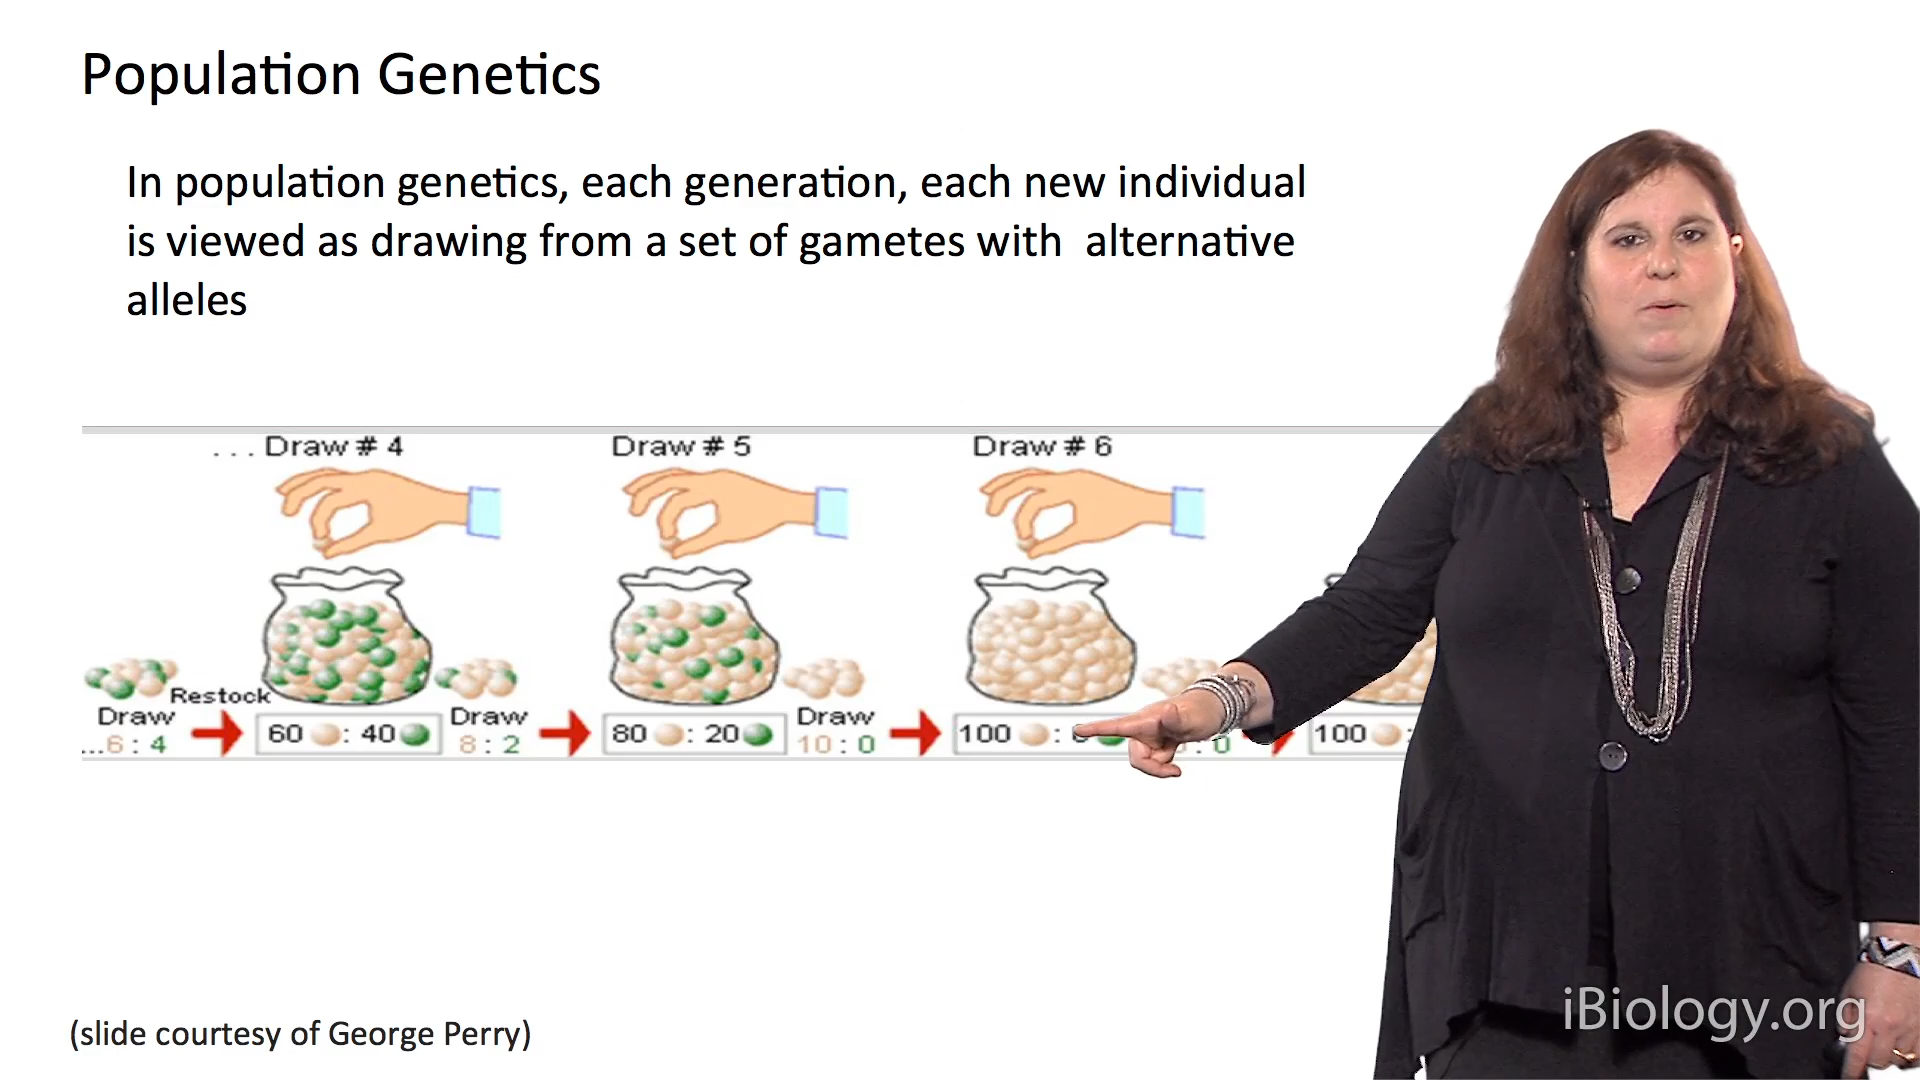 Population Genetics
In population genetics, each generation, each new individual
is viewed as drawing from a set of gametes with alternative
alleles
... Draw # 4
Draw # 5
Draw # 6
Restock
Draw
...6 : 4
60 : 40
Draw
8 : 2
80 : 20
Draw
10 : 0
100 :
: 0
100 :
(slide courtesy of George Perry)
iBiology.org